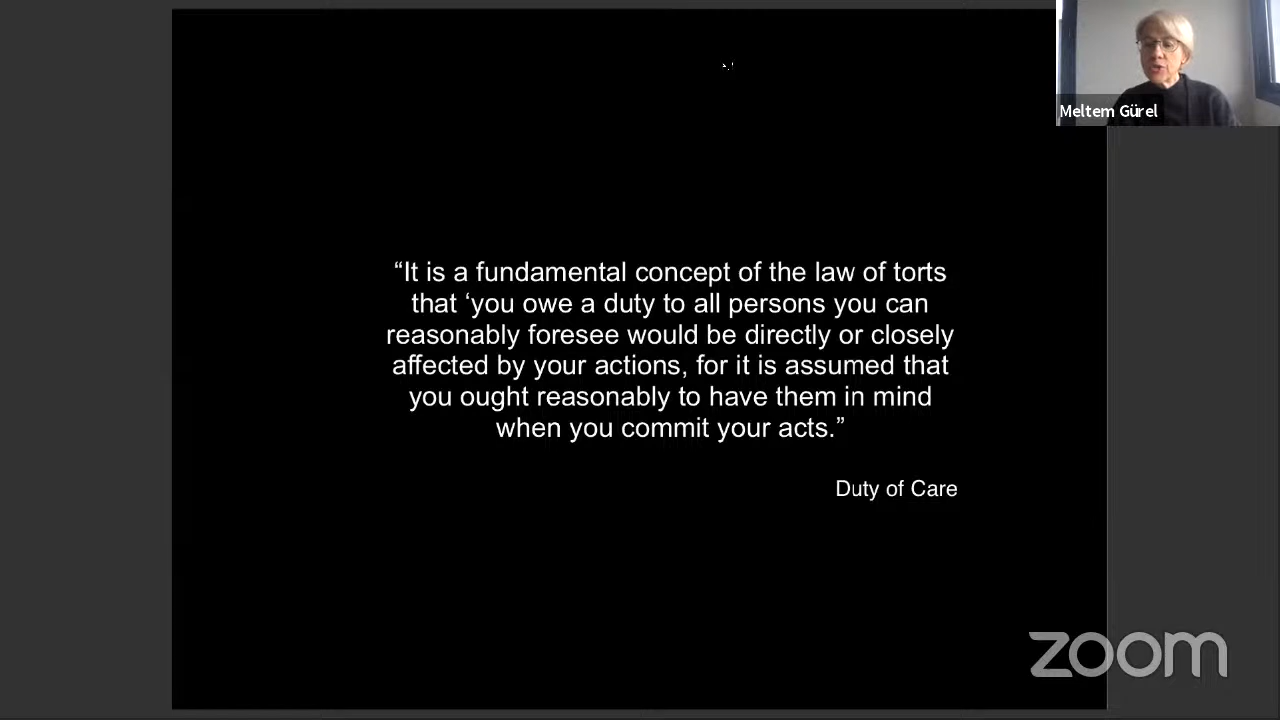 Meltem Gürel
“It is a fundamental concept of the law of torts
that ‘you owe a duty to all persons you can
reasonably foresee would be directly or closely
affected by your actions, for it is assumed that
you ought reasonably to have them in mind
when you commit your acts.”
Duty of Care
zoom